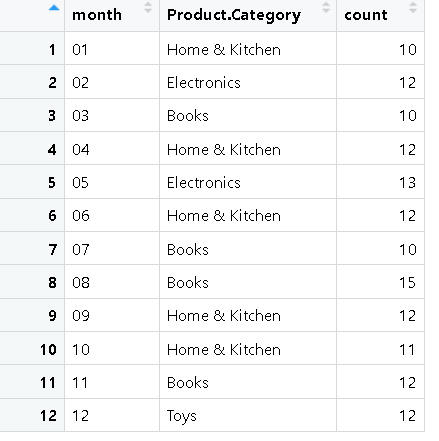 month Product.Category count
1 01 Home & Kitchen 10
2 02 Electronics 12
3 03 Books 10
4 04 Home & Kitchen 12
5 05 Electronics 13
6 06 Home & Kitchen 12
7 07 Books 10
8 08 Books 15
9 09 Home & Kitchen 12
10 10 Home & Kitchen 11
11 11 Books 12
12 12 Toys 12